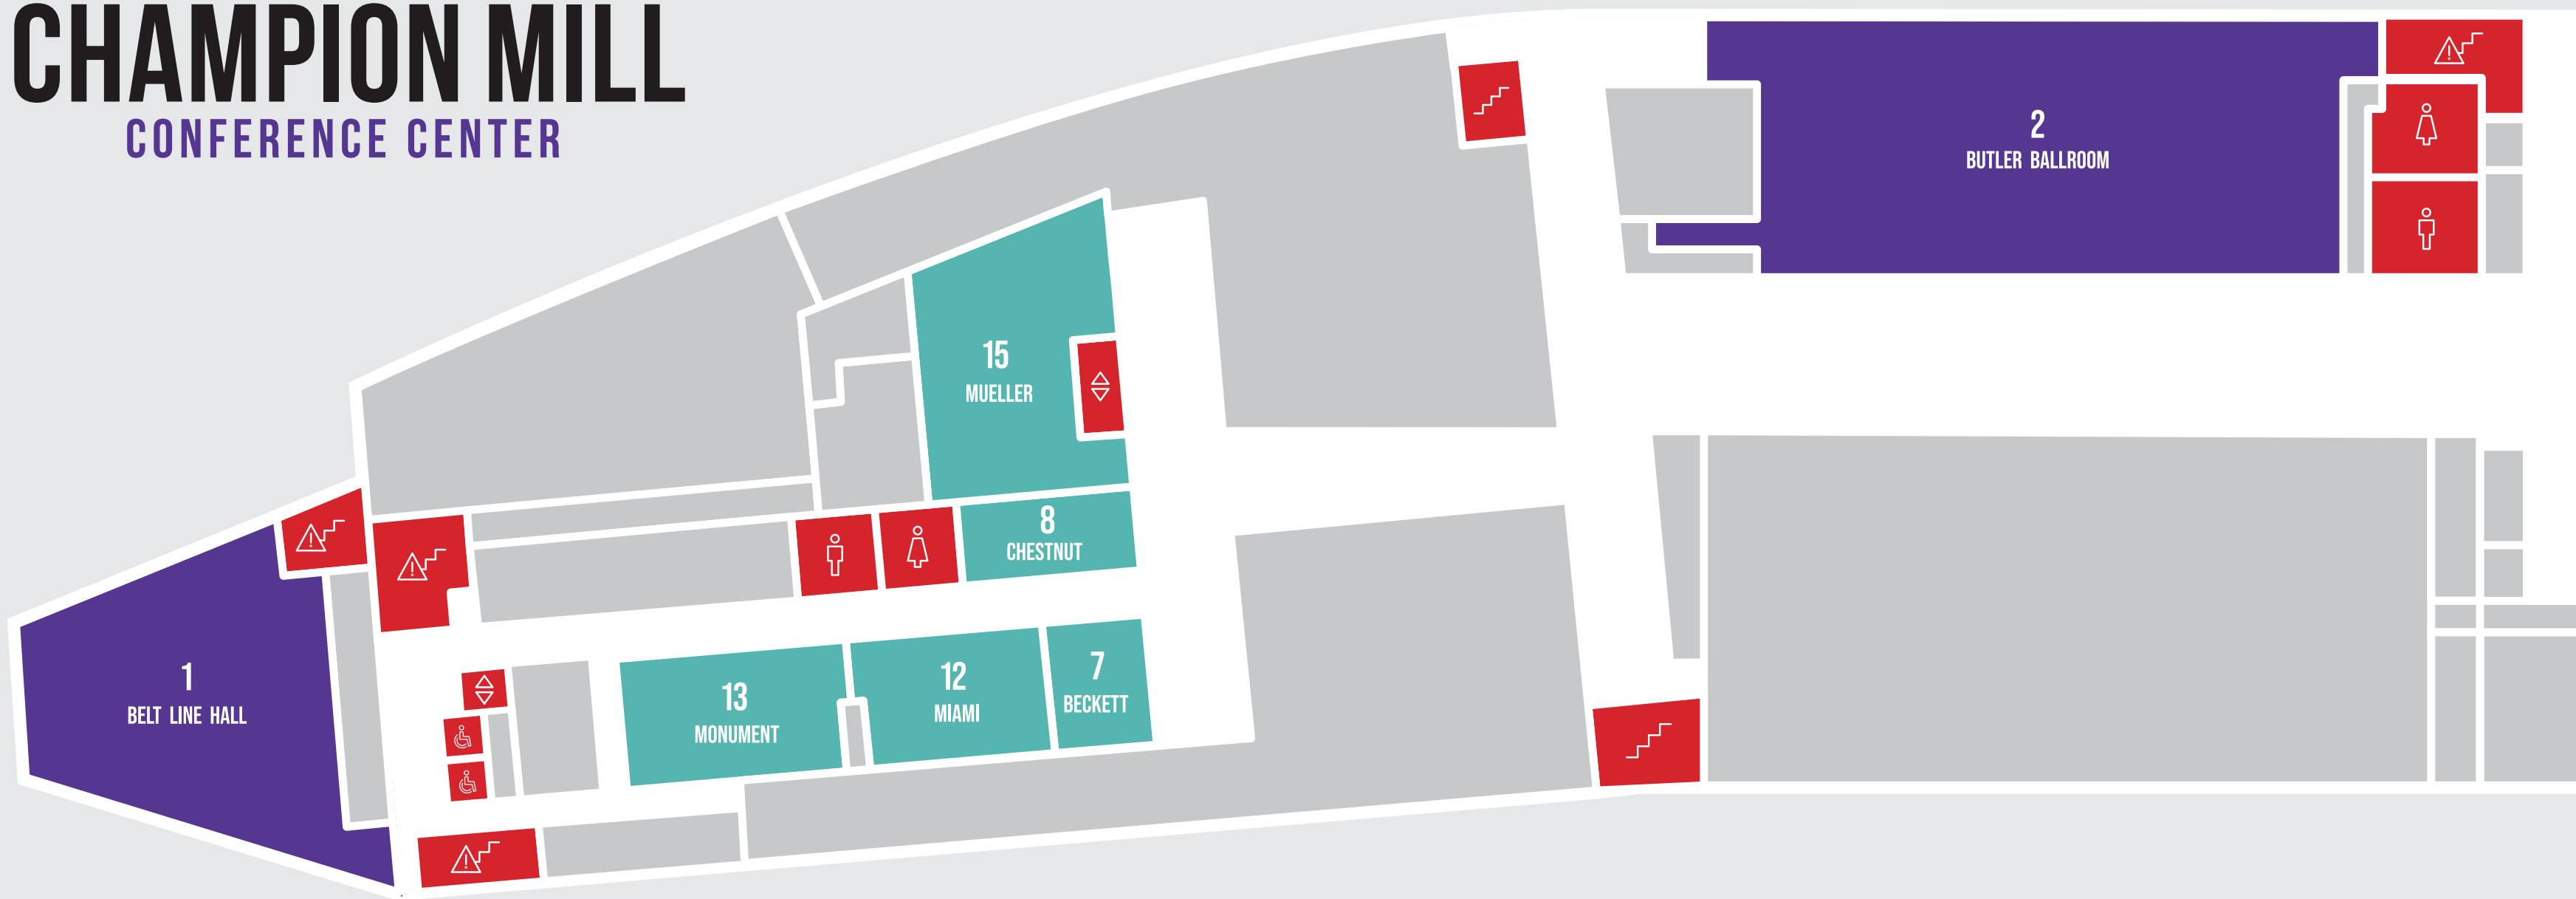 CHAMPION MILL
CONFERENCE CENTER
2
BUTLER BALLROOM
15
MUELLER
8
CHESTNUT
1
BELT LINE HALL
13
MONUMENT
12
MIAMI
7
BECKETT